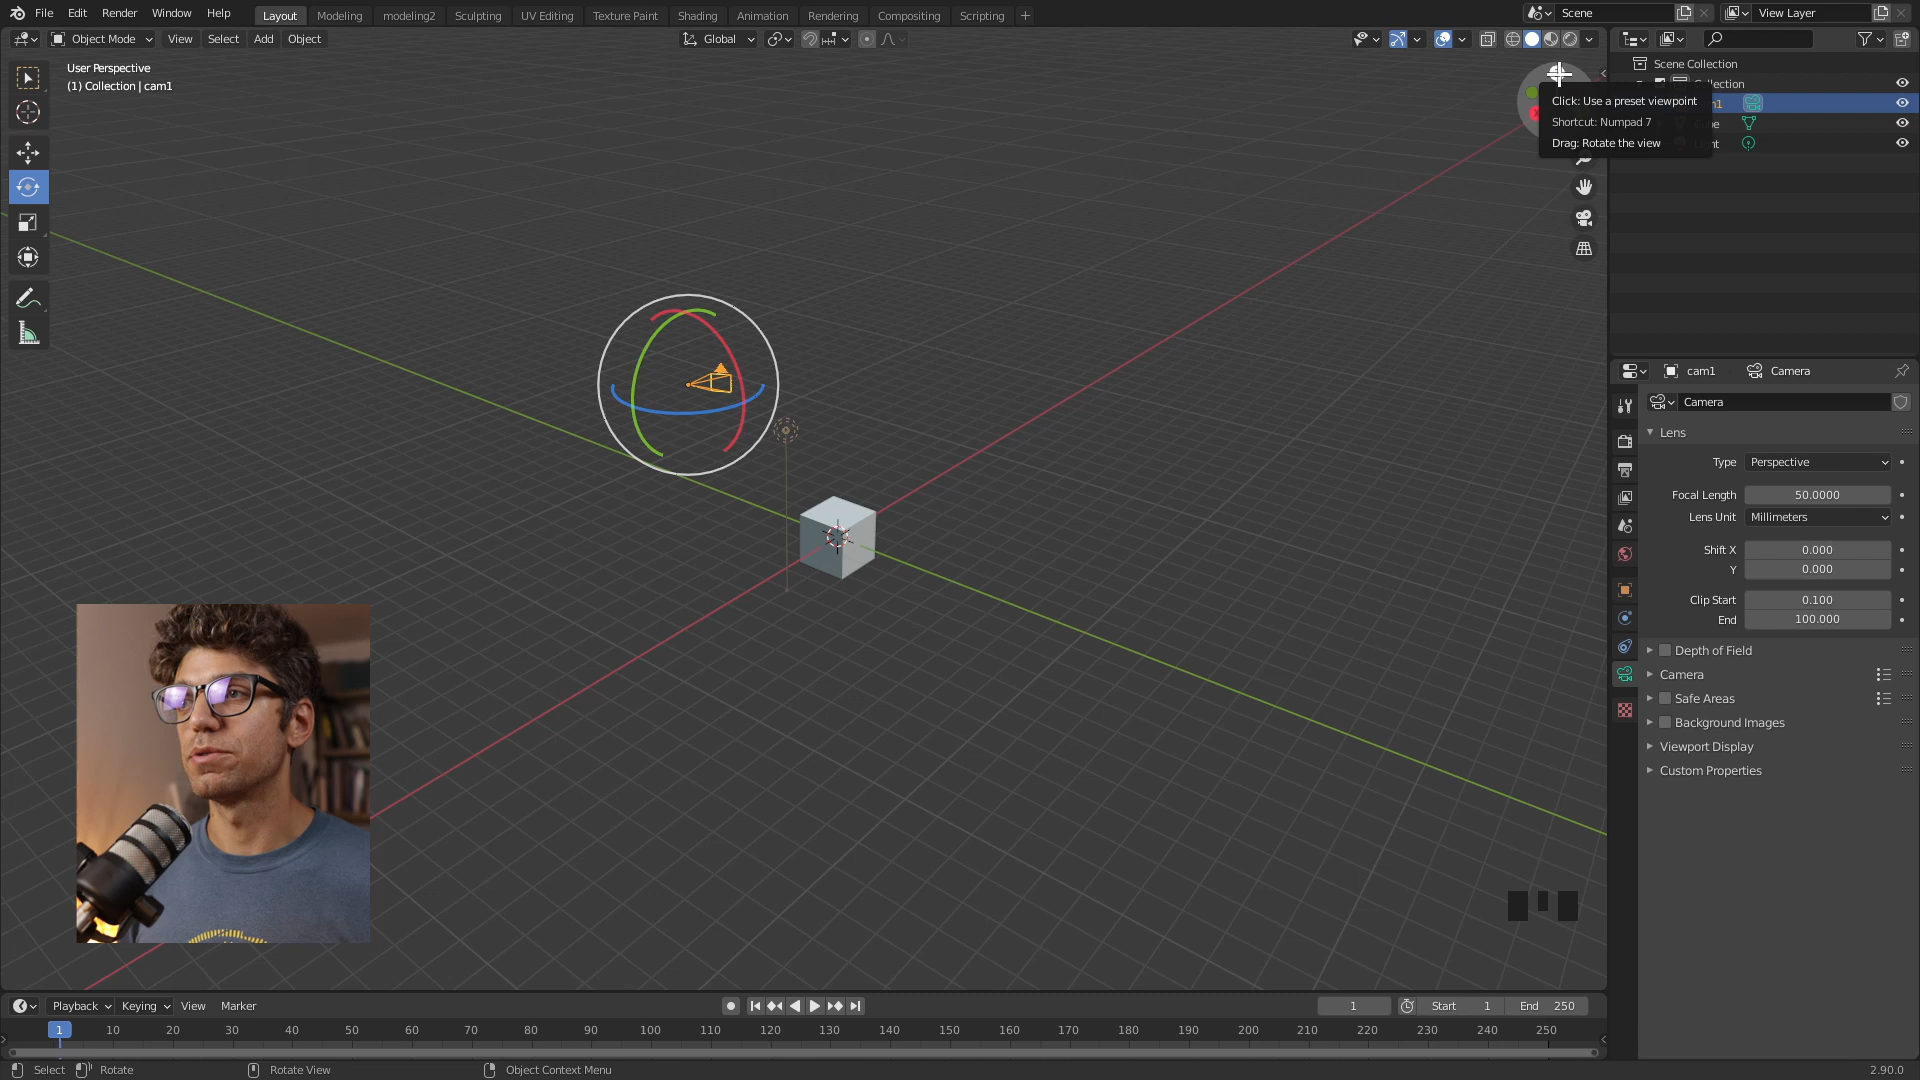 File Edit Render Window Help
Layout Modeling modeling2 Sculpting UV Editing Texture Paint Shading Animation Rendering Compositing Scripting +
Scene
View Layer
Object Mode View Select Add Object
Global
User Perspective
(1) Collection | cam1
Click: Use a preset viewpoint
Shortcut: Numpad 7
Drag: Rotate the view
Scene Collection
cam1 Camera
Camera
Lens
Type Perspective
Focal Length 50.0000
Lens Unit Millimeters
Shift X 0.000
Y 0.000
Clip Start 0.100
End 100.000
Depth of Field
Camera
Safe Areas
Background Images
Viewport Display
Custom Properties
Playback Keying View Marker
1 Start 1 End 250
1 10 20 30 40 50 60 70 80 90 100 110 120 130 140 150 160 170 180 190 200 210 220 230 240 250
Select Rotate Rotate View Object Context Menu 2.90.0